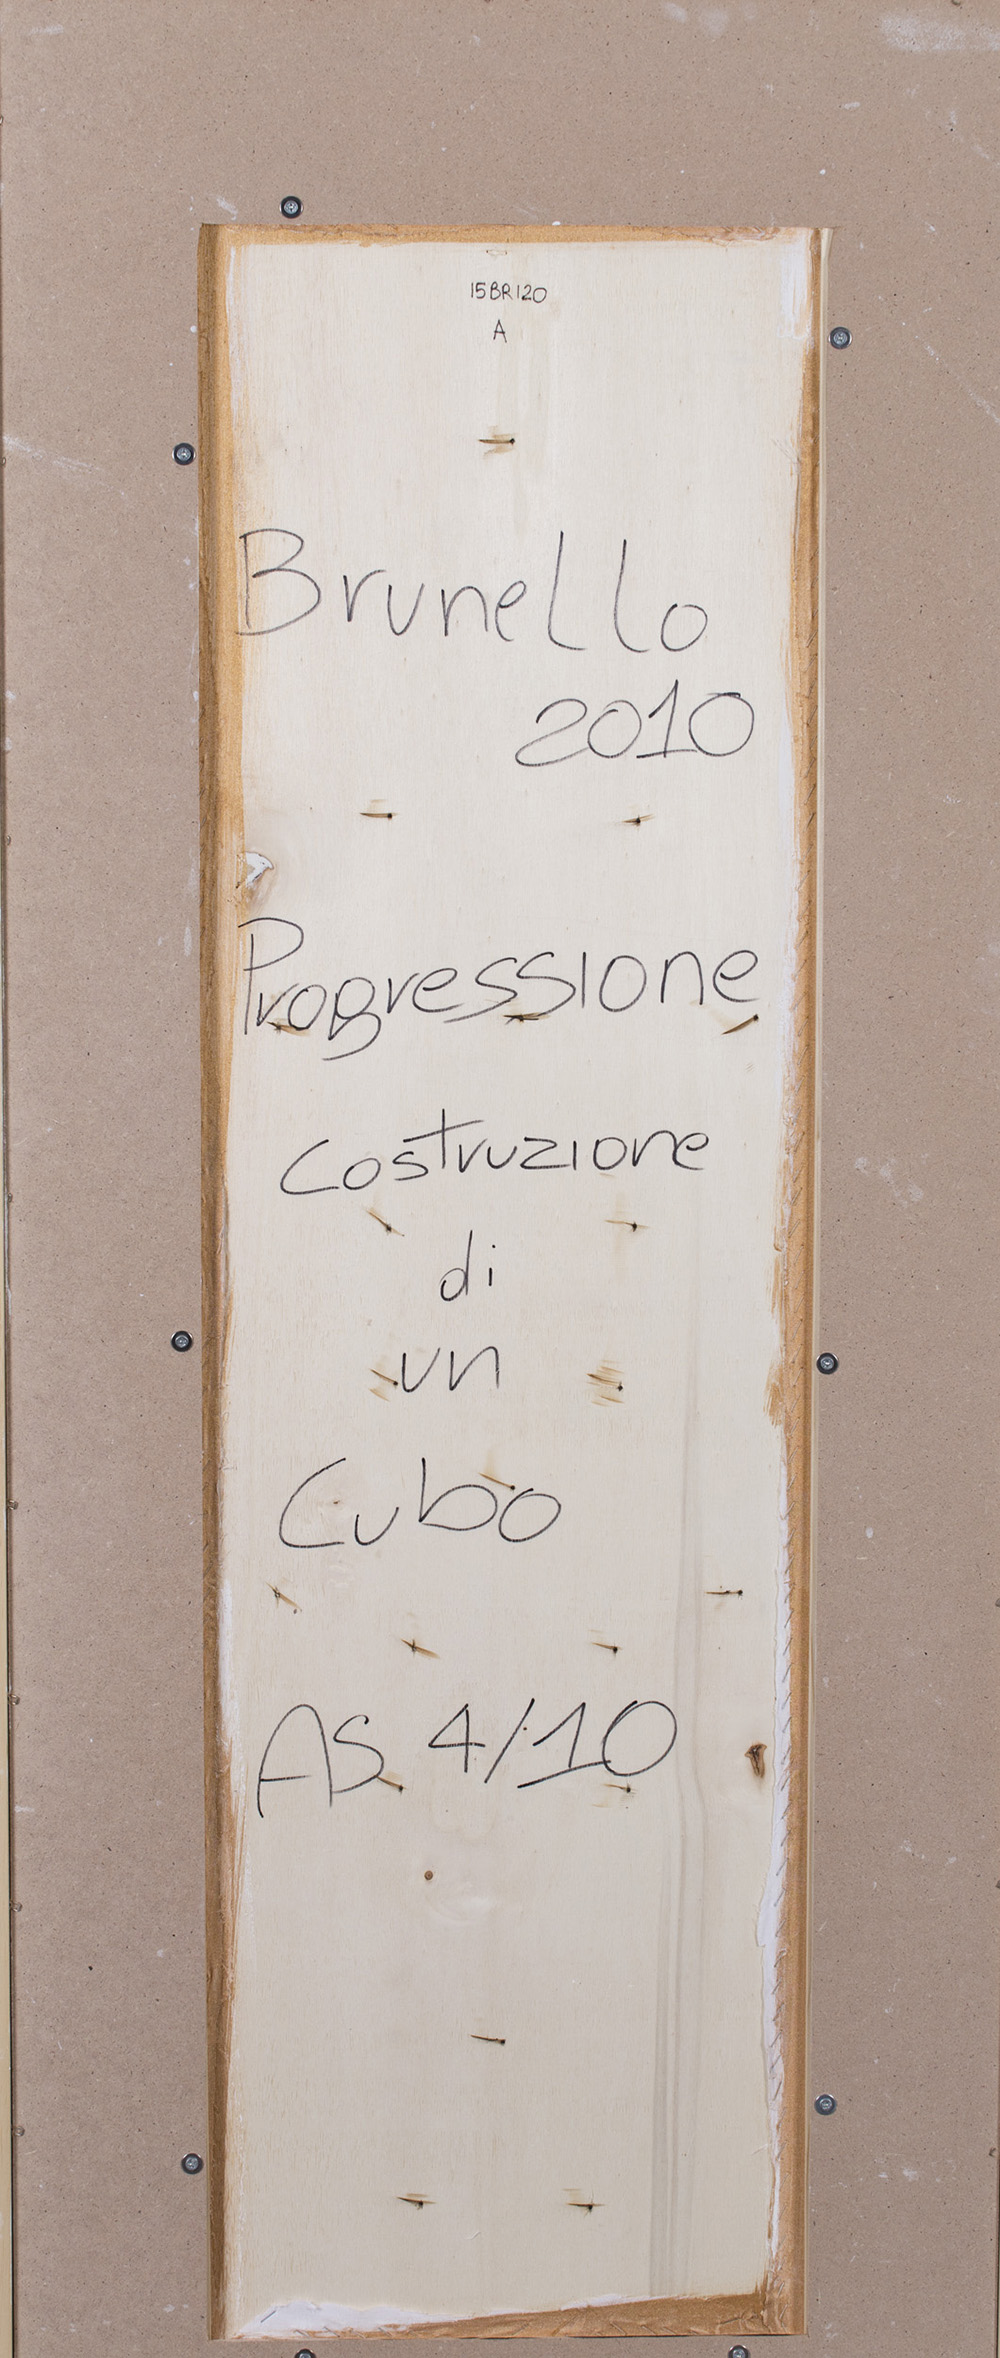 15BR120
A
Brunello
2010
Progressione
Costruzione
di
un
Cubo
AS 4/10